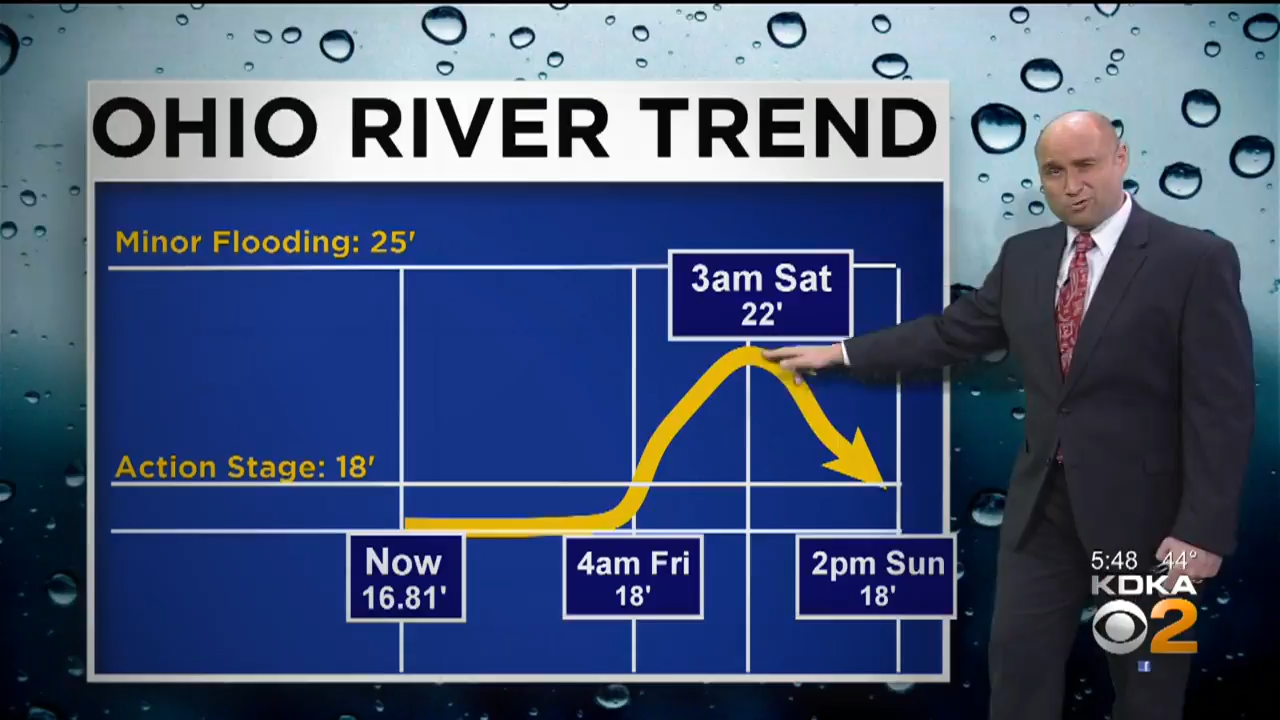 OHIO RIVER TREND
Minor Flooding: 25'
3am Sat
22'
Action Stage: 18'
Now
16.81'
4am Fri
18'
2pm Sun
18'
5:48 44°
KDKA
2
f